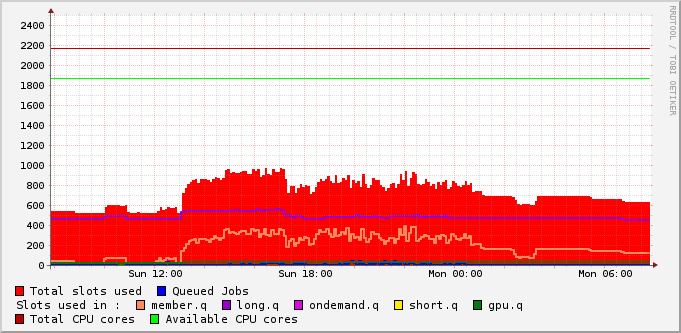 RRDTOOL / TOBI OETIKER
2400
2200
2000
1800
1600
1400
1200
1000
800
600
400
200
0
Sun 12:00 Sun 18:00 Mon 00:00 Mon 06:00
Total slots used Queued Jobs
Slots used in : member.q long.q ondemand.q short.q gpu.q
Total CPU cores Available CPU cores